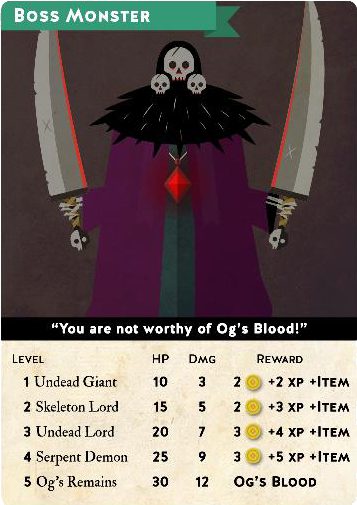 BOSS MONSTER
"You are not worthy of Og's Blood!"
LEVEL HP DMG REWARD
1 Undead Giant 10 3 2 +2 XP +ITEM
2 Skeleton Lord 15 5 2 +3 XP +ITEM
3 Undead Lord 20 7 3 +4 XP +ITEM
4 Serpent Demon 25 9 3 +5 XP +ITEM
5 Og's Remains 30 12 OG'S BLOOD